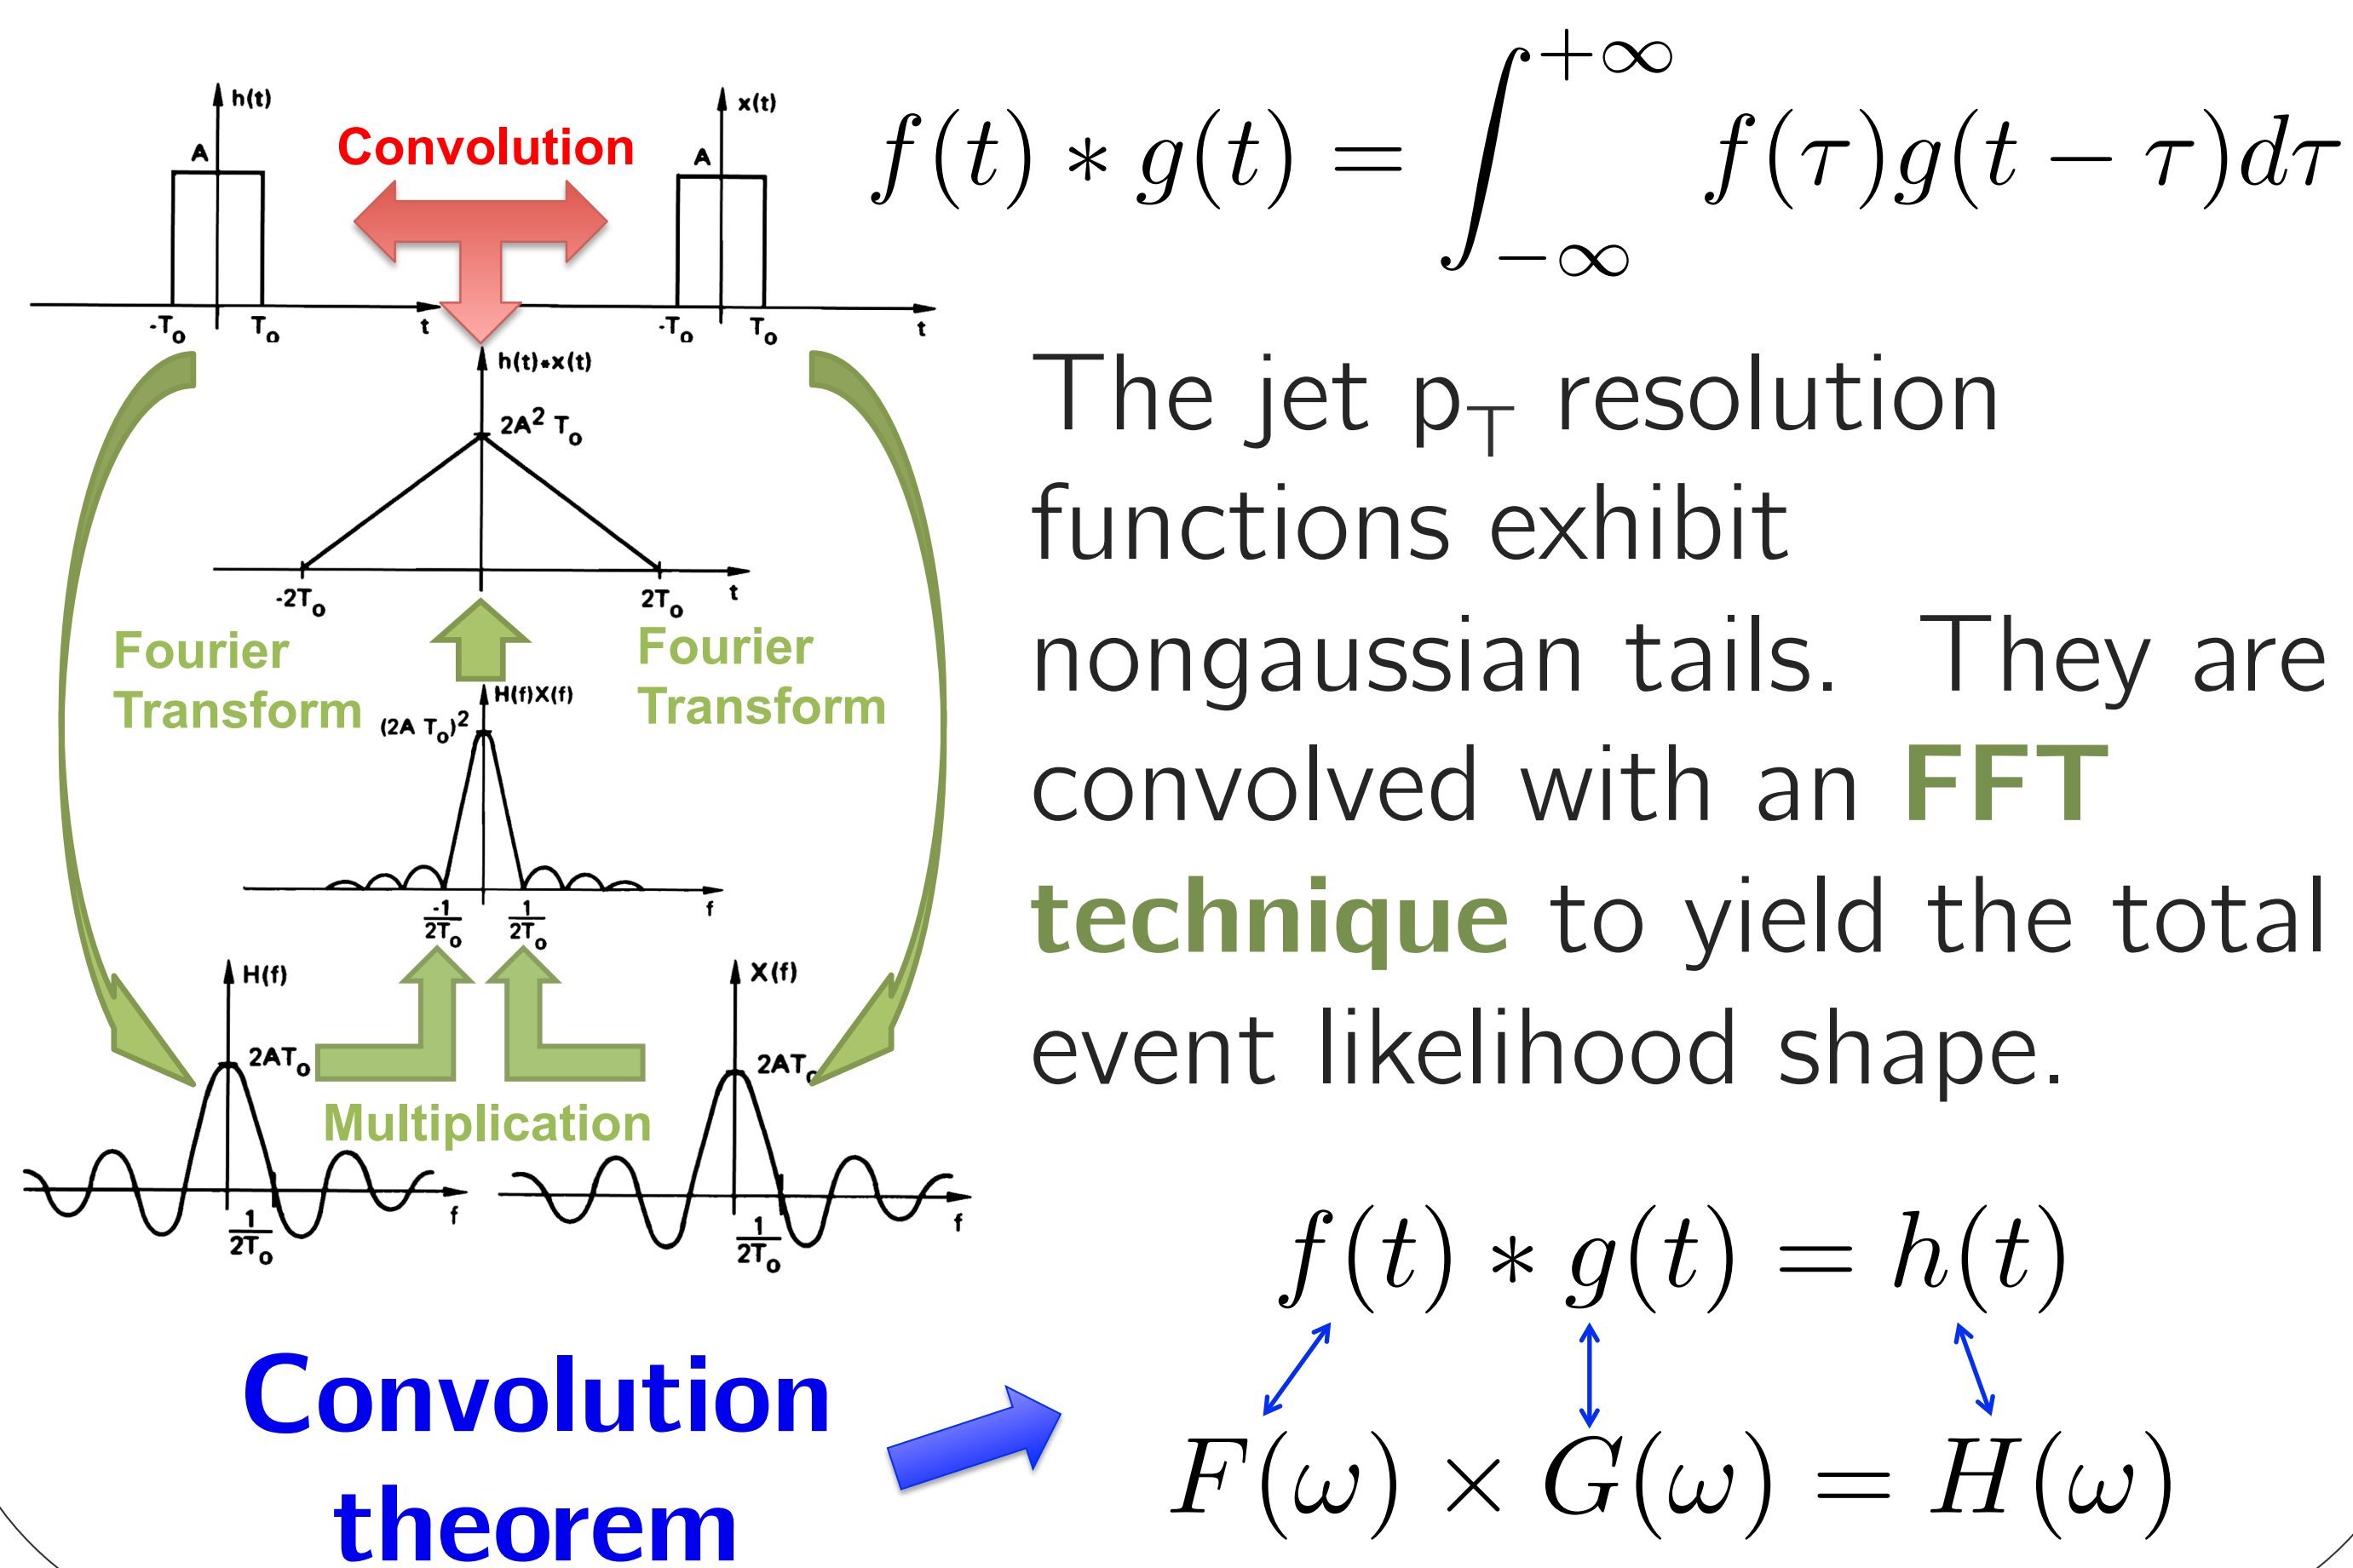 h(t)
A
-T₀ T₀ t
Convolution
x(t)
A
-T₀ T₀ t
f(t) * g(t) = ∫_{-∞}^{+∞} f(τ)g(t − τ)dτ
h(t)∗x(t)
2A² T₀
-2T₀ 2T₀ t
Fourier
Transform
Fourier
Transform
H(f)X(f)
(2A T₀)²
-1/2T₀ 1/2T₀ f
H(f)
2AT₀
1/2T₀ f
X(f)
2AT₀
1/2T₀ f
Multiplication
The jet p_T resolution
functions exhibit
nongaussian tails. They are
convolved with an FFT
technique to yield the total
event likelihood shape.
Convolution
theorem
f(t) * g(t) = h(t)
F(ω) × G(ω) = H(ω)